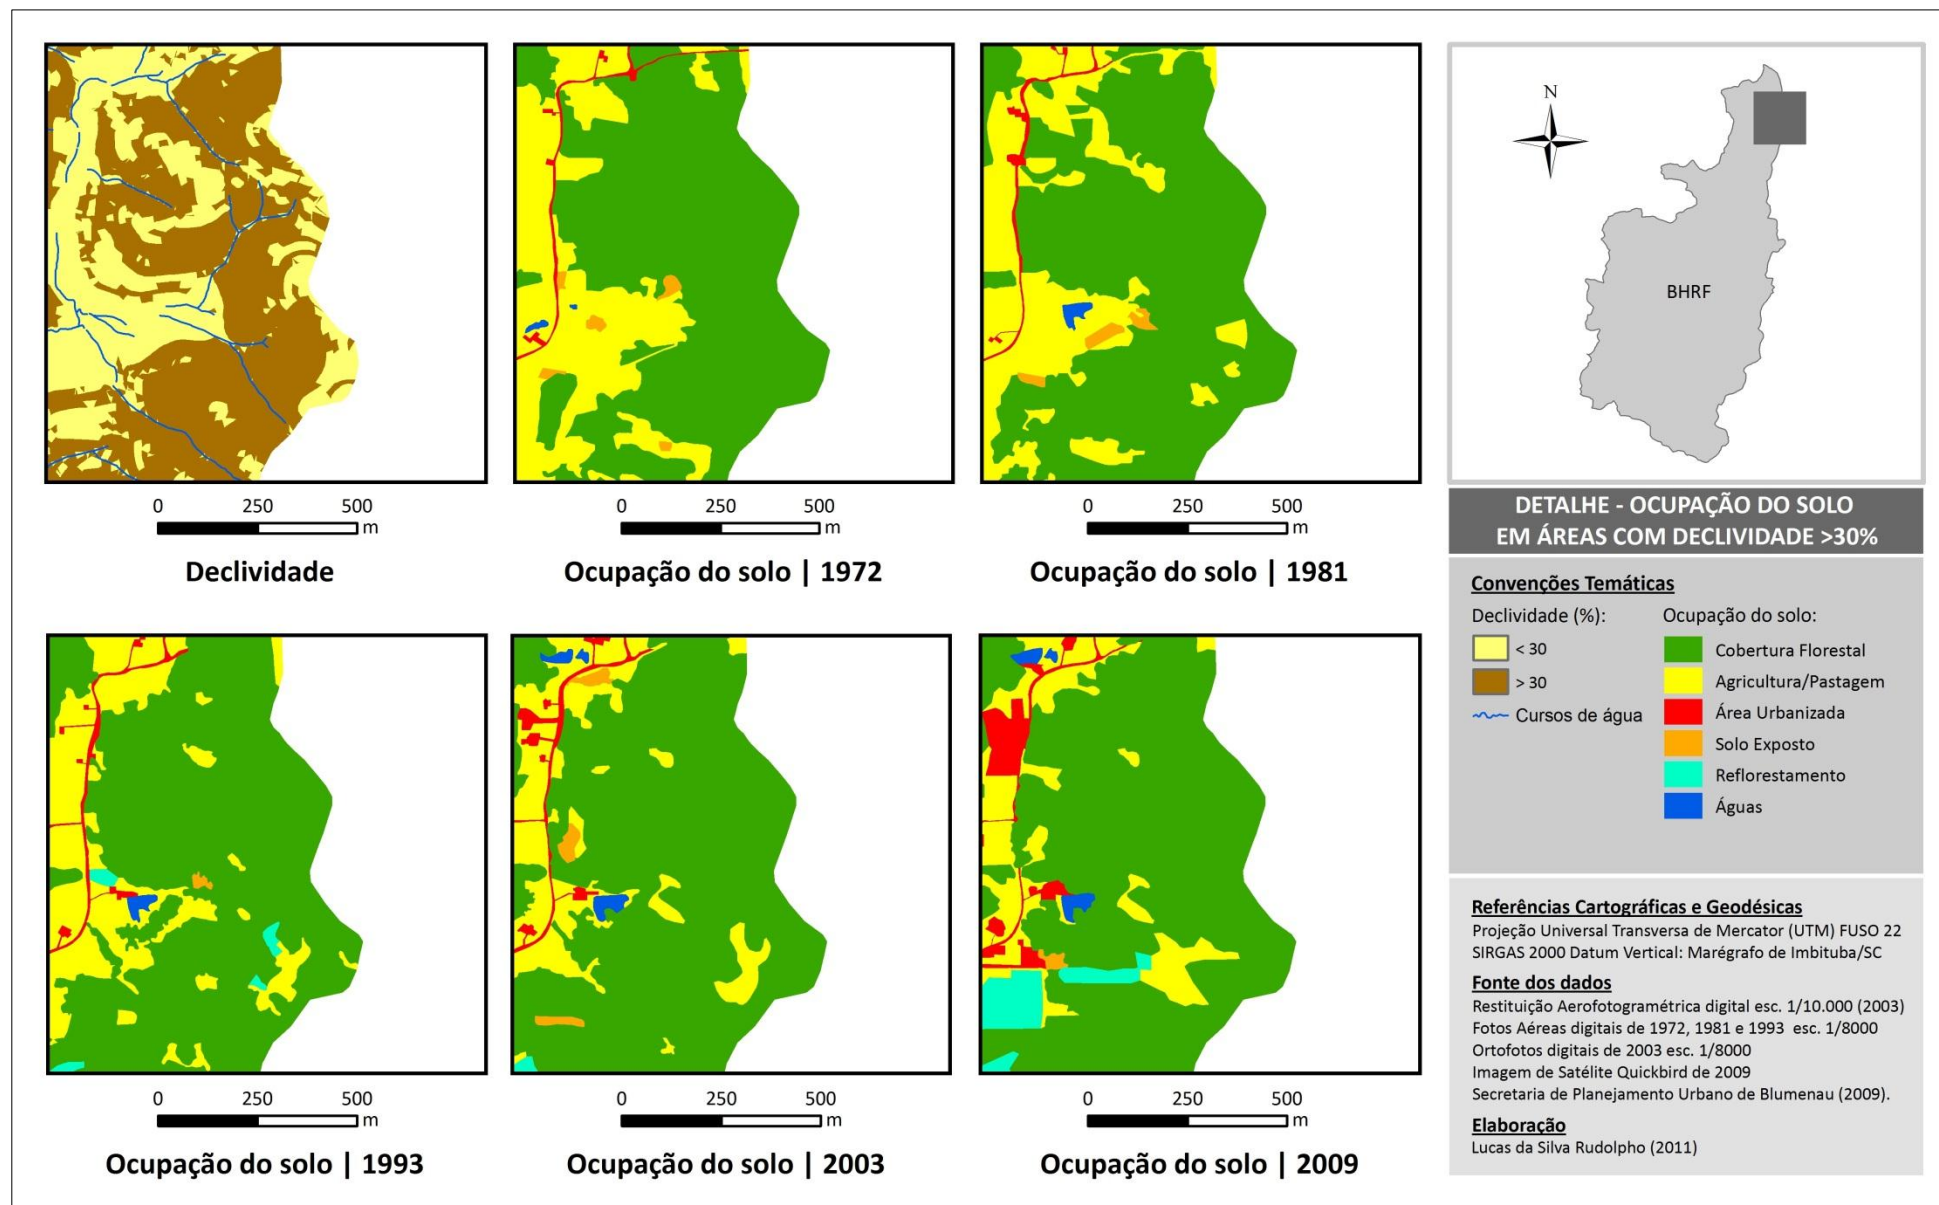 0 250 500
m
Declividade
0 250 500
m
Ocupação do solo | 1972
0 250 500
m
Ocupação do solo | 1981
N
BHRF
DETALHE - OCUPAÇÃO DO SOLO
EM ÁREAS COM DECLIVIDADE >30%
Convenções Temáticas
Declividade (%):
< 30
> 30
Cursos de água
Ocupação do solo:
Cobertura Florestal
Agricultura/Pastagem
Área Urbanizada
Solo Exposto
Reflorestamento
Águas
0 250 500
m
Ocupação do solo | 1993
0 250 500
m
Ocupação do solo | 2003
0 250 500
m
Ocupação do solo | 2009
Referências Cartográficas e Geodésicas
Projeção Universal Transversa de Mercator (UTM) FUSO 22
SIRGAS 2000 Datum Vertical: Marégrafo de Imbituba/SC
Fonte dos dados
Restituição Aerofotogramétrica digital esc. 1/10.000 (2003)
Fotos Aéreas digitais de 1972, 1981 e 1993 esc. 1/8000
Ortofotos digitais de 2003 esc. 1/8000
Imagem de Satélite Quickbird de 2009
Secretaria de Planejamento Urbano de Blumenau (2009).
Elaboração
Lucas da Silva Rudolpho (2011)